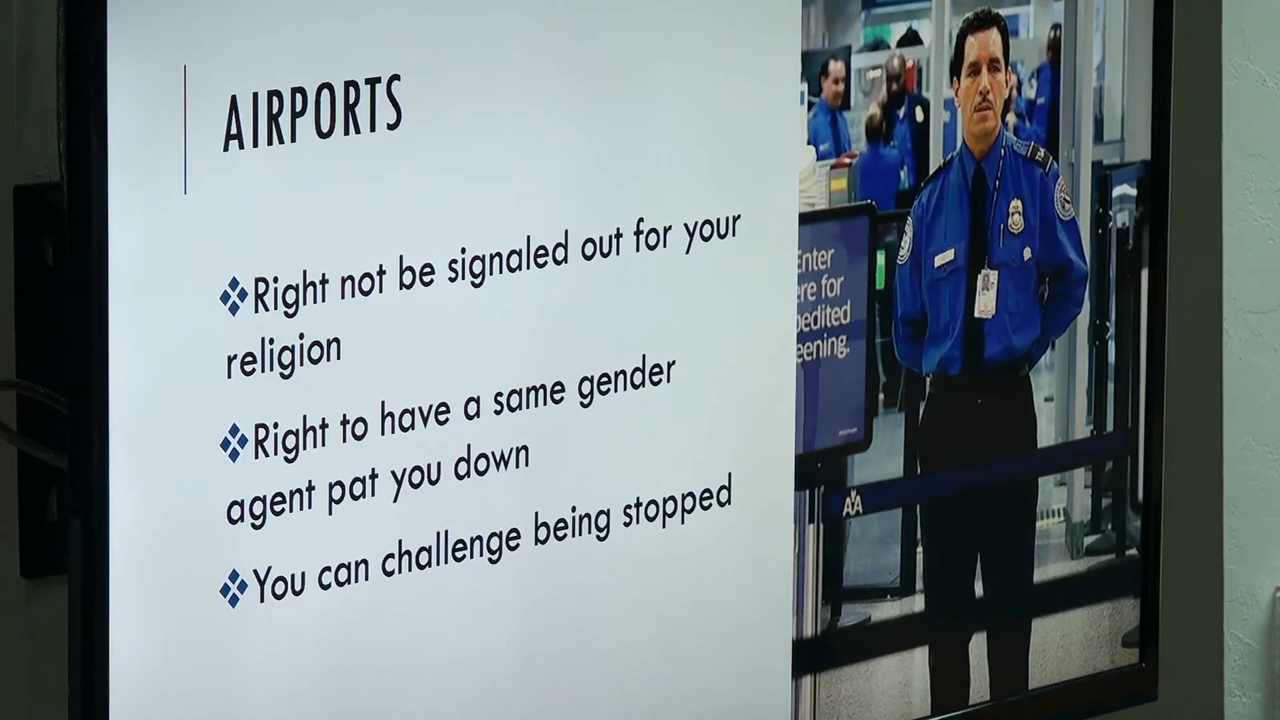 AIRPORTS
Right not be signaled out for your
religion
Right to have a same gender
agent pat you down
You can challenge being stopped
Enter
ere for
pedited
eening.
AA